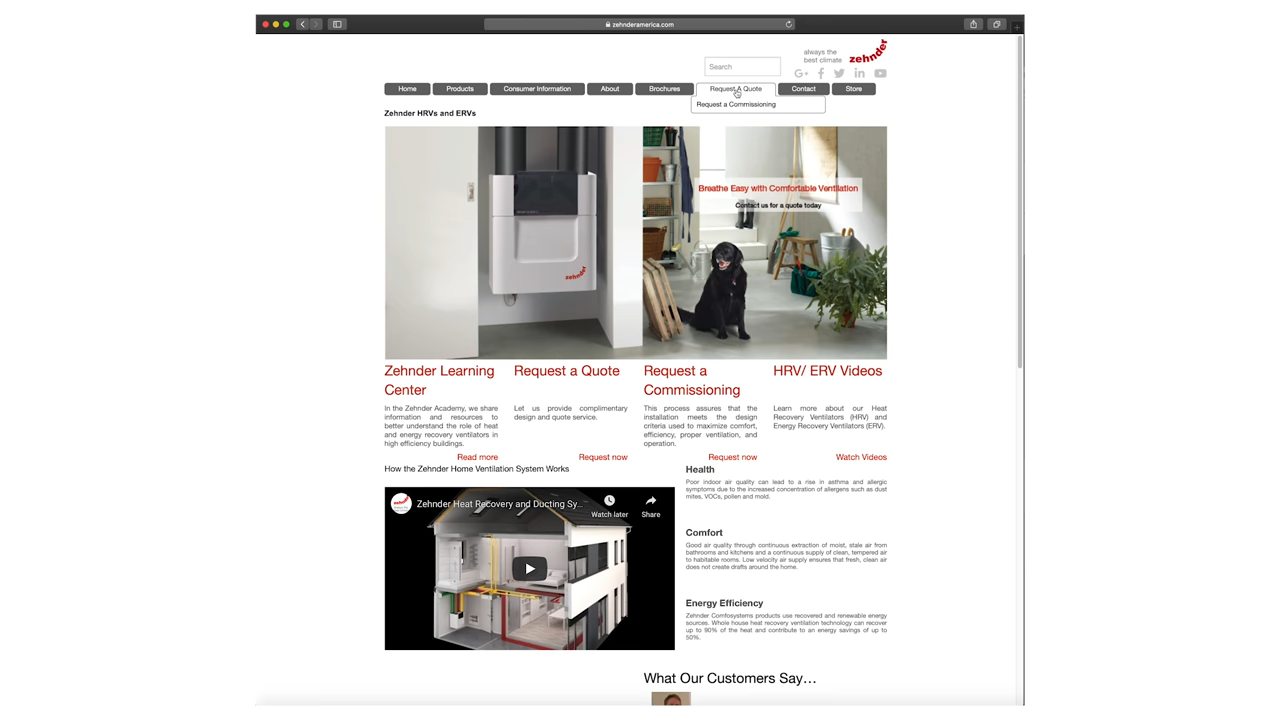 zehnderamerica.com
always the
best climate
zehnder
Search
Home
Products
Consumer Information
About
Brochures
Request A Quote
Contact
Store
Request a Commissioning
Zehnder HRVs and ERVs
Breathe Easy with Comfortable Ventilation
Contact us for a quote today
zehnder
Zehnder Learning
Center
In the Zehnder Academy, we share
information and resources to
better understand the role of heat
and energy recovery ventilators in
high efficiency buildings.
Read more
Request a Quote
Let us provide complimentary
design and quote service.
Request now
Request a
Commissioning
This process assures that the
installation meets the design
criteria used to maximize comfort,
efficiency, proper ventilation, and
operation.
Request now
HRV/ ERV Videos
Learn more about our Heat
Recovery Ventilators (HRV) and
Energy Recovery Ventilators (ERV).
Watch Videos
How the Zehnder Home Ventilation System Works
Zehnder Heat Recovery and Ducting Sy...
Watch later
Share
Health
Poor indoor air quality can lead to a rise in asthma and allergic
symptoms due to the increased concentration of allergens such as dust
mites, VOCs, pollen and mold.
Comfort
Good air quality through continuous extraction of moist, stale air from
bathrooms and kitchens and a continuous supply of clean, tempered air
to habitable rooms. Low velocity air supply ensures that fresh, clean air
does not create drafts around the home.
Energy Efficiency
Zehnder Comfosystems products use recovered and renewable energy
sources. Whole house heat recovery ventilation technology can recover
up to 90% of the heat and contribute to an energy savings of up to
50%.
What Our Customers Say…